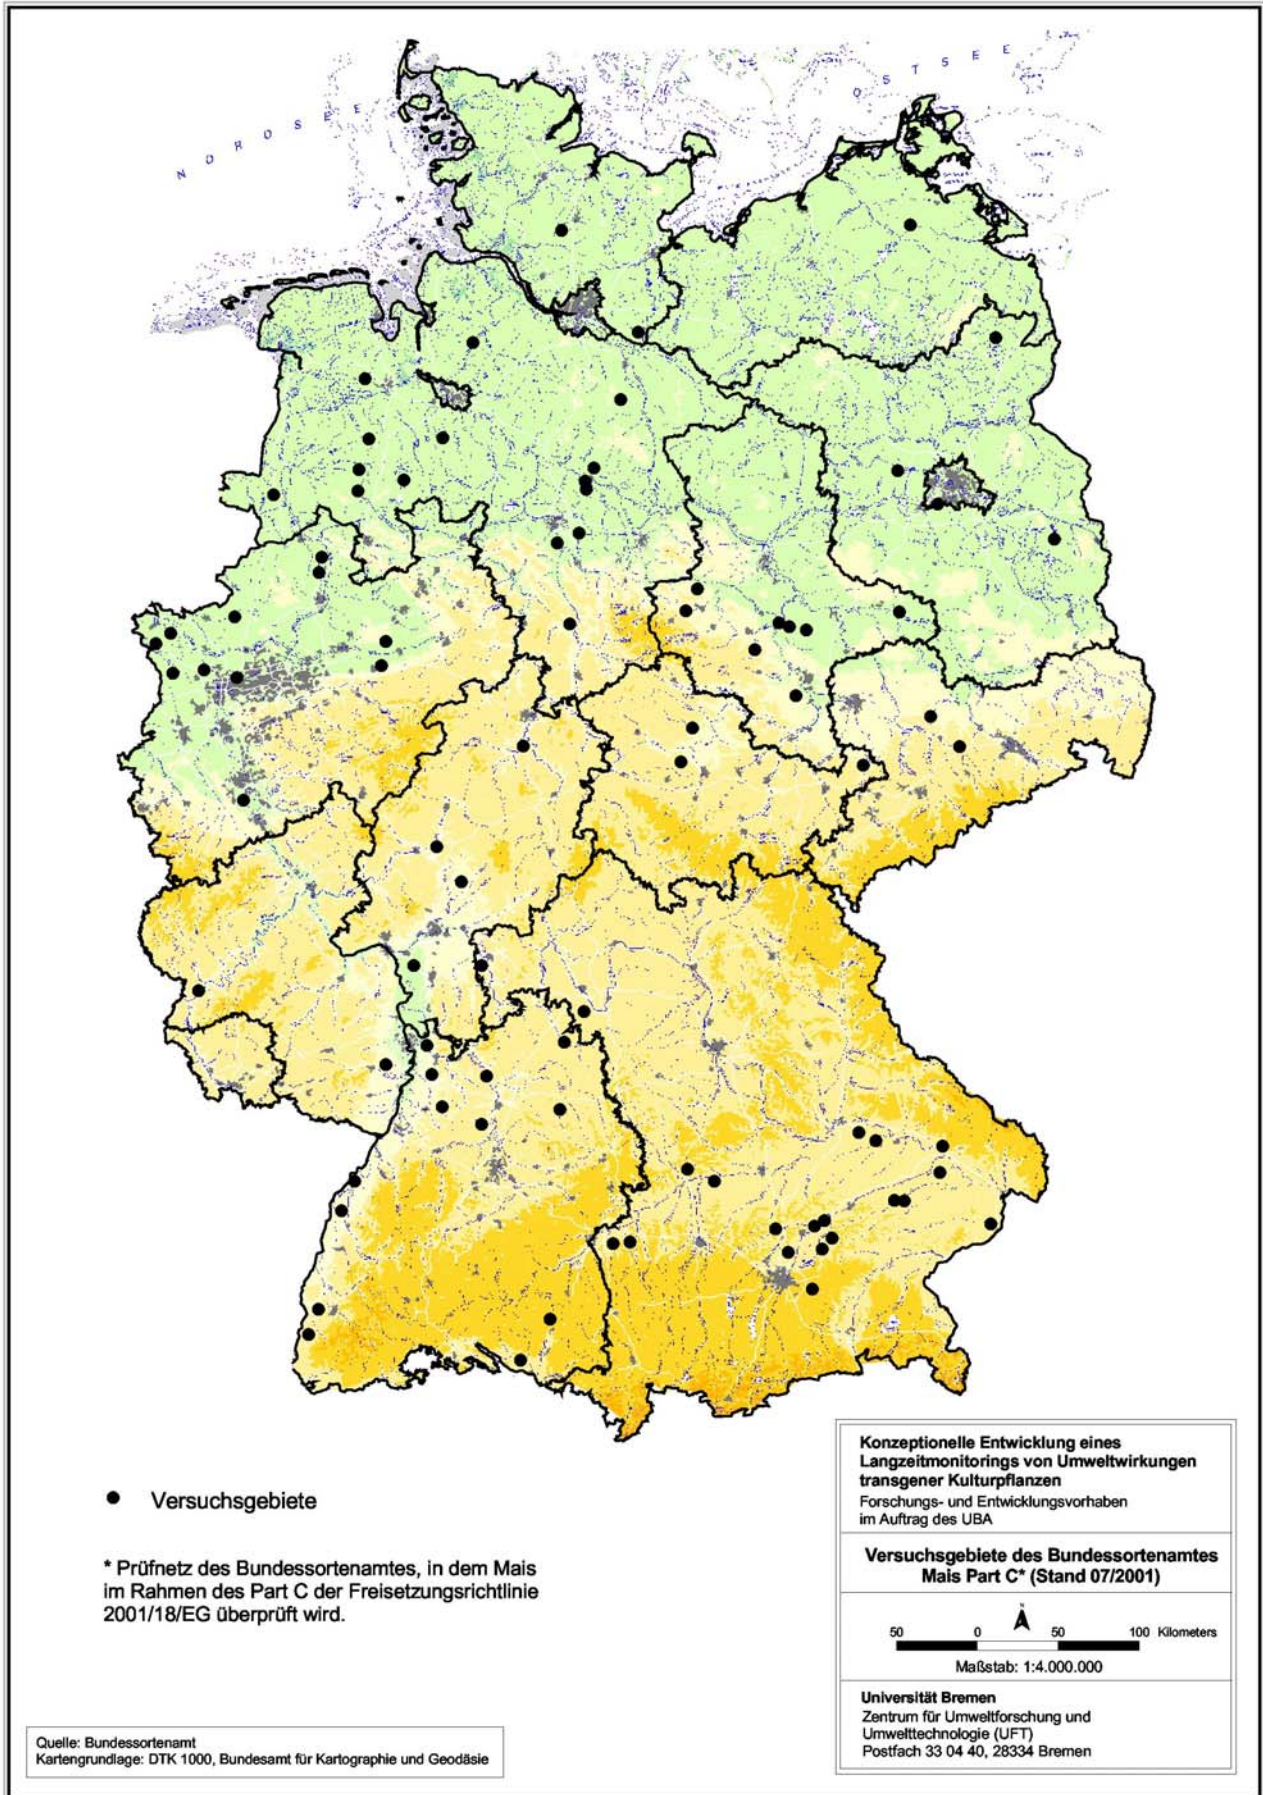 NORDSEE
OSTSEE
Versuchsgebiete
* Prüfnetz des Bundessortenamtes, in dem Mais
im Rahmen des Part C der Freisetzungsrichtlinie
2001/18/EG überprüft wird.
Konzeptionelle Entwicklung eines
Langzeitmonitorings von Umweltwirkungen
transgener Kulturpflanzen
Forschungs- und Entwicklungsvorhaben
im Auftrag des UBA
Versuchsgebiete des Bundessortenamtes
Mais Part C* (Stand 07/2001)
N
50 0 50 100 Kilometers
Maßstab: 1:4.000.000
Universität Bremen
Zentrum für Umweltforschung und
Umwelttechnologie (UFT)
Postfach 33 04 40, 28334 Bremen
Quelle: Bundessortenamt
Kartengrundlage: DTK 1000, Bundesamt für Kartographie und Geodäsie